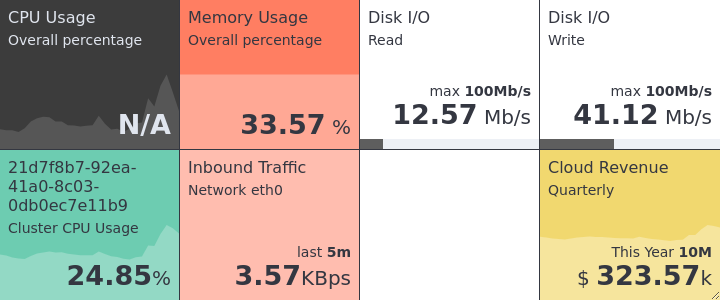 CPU Usage
Overall percentage
N/A
Memory Usage
Overall percentage
33.57 %
Disk I/O
Read
max 100Mb/s
12.57 Mb/s
Disk I/O
Write
max 100Mb/s
41.12 Mb/s
21d7f8b7-92ea-
41a0-8c03-
0db0ec7e11b9
Cluster CPU Usage
24.85%
Inbound Traffic
Network eth0
last 5m
3.57KBps
Cloud Revenue
Quarterly
This Year 10M
$ 323.57k